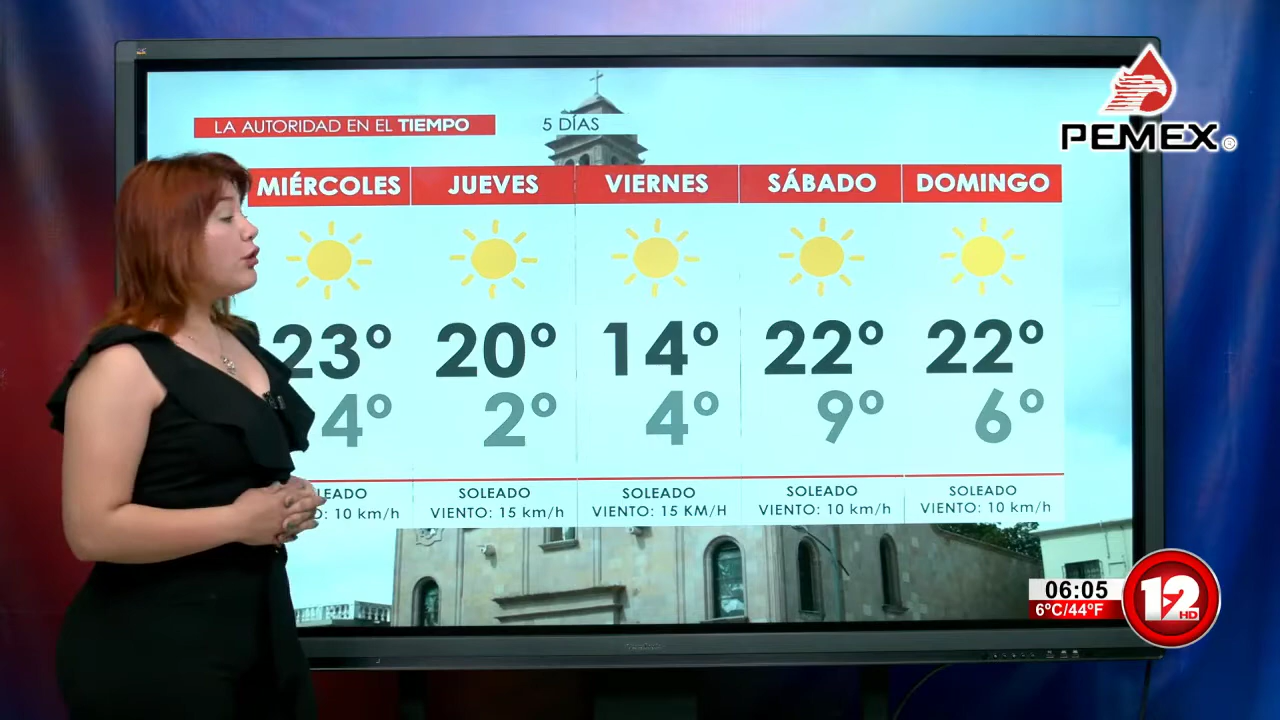 PEMEX
LA AUTORIDAD EN EL TIEMPO
5 DÍAS
MIÉRCOLES JUEVES VIERNES SÁBADO DOMINGO
23° 20° 14° 22° 22°
4° 2° 4° 9° 6°
SOLEADO SOLEADO SOLEADO SOLEADO
10 km/h VIENTO: 15 km/h VIENTO: 15 KM/H VIENTO: 10 km/h VIENTO: 10 km/h
06:05
6°C/44°F
12 HD